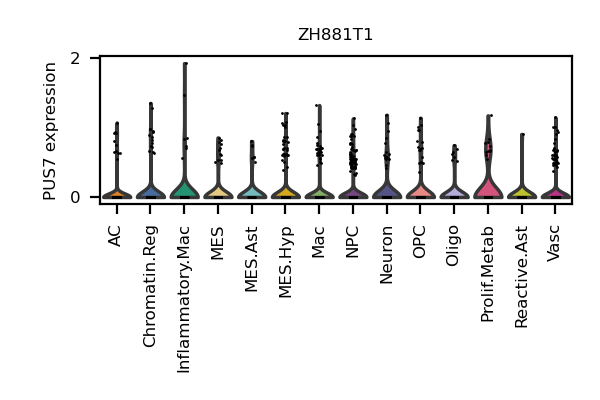 ZH881T1
PUS7 expression
2
0
AC
Chromatin.Reg
Inflammatory.Mac
MES
MES.Ast
MES.Hyp
Mac
NPC
Neuron
OPC
Oligo
Prolif.Metab
Reactive.Ast
Vasc